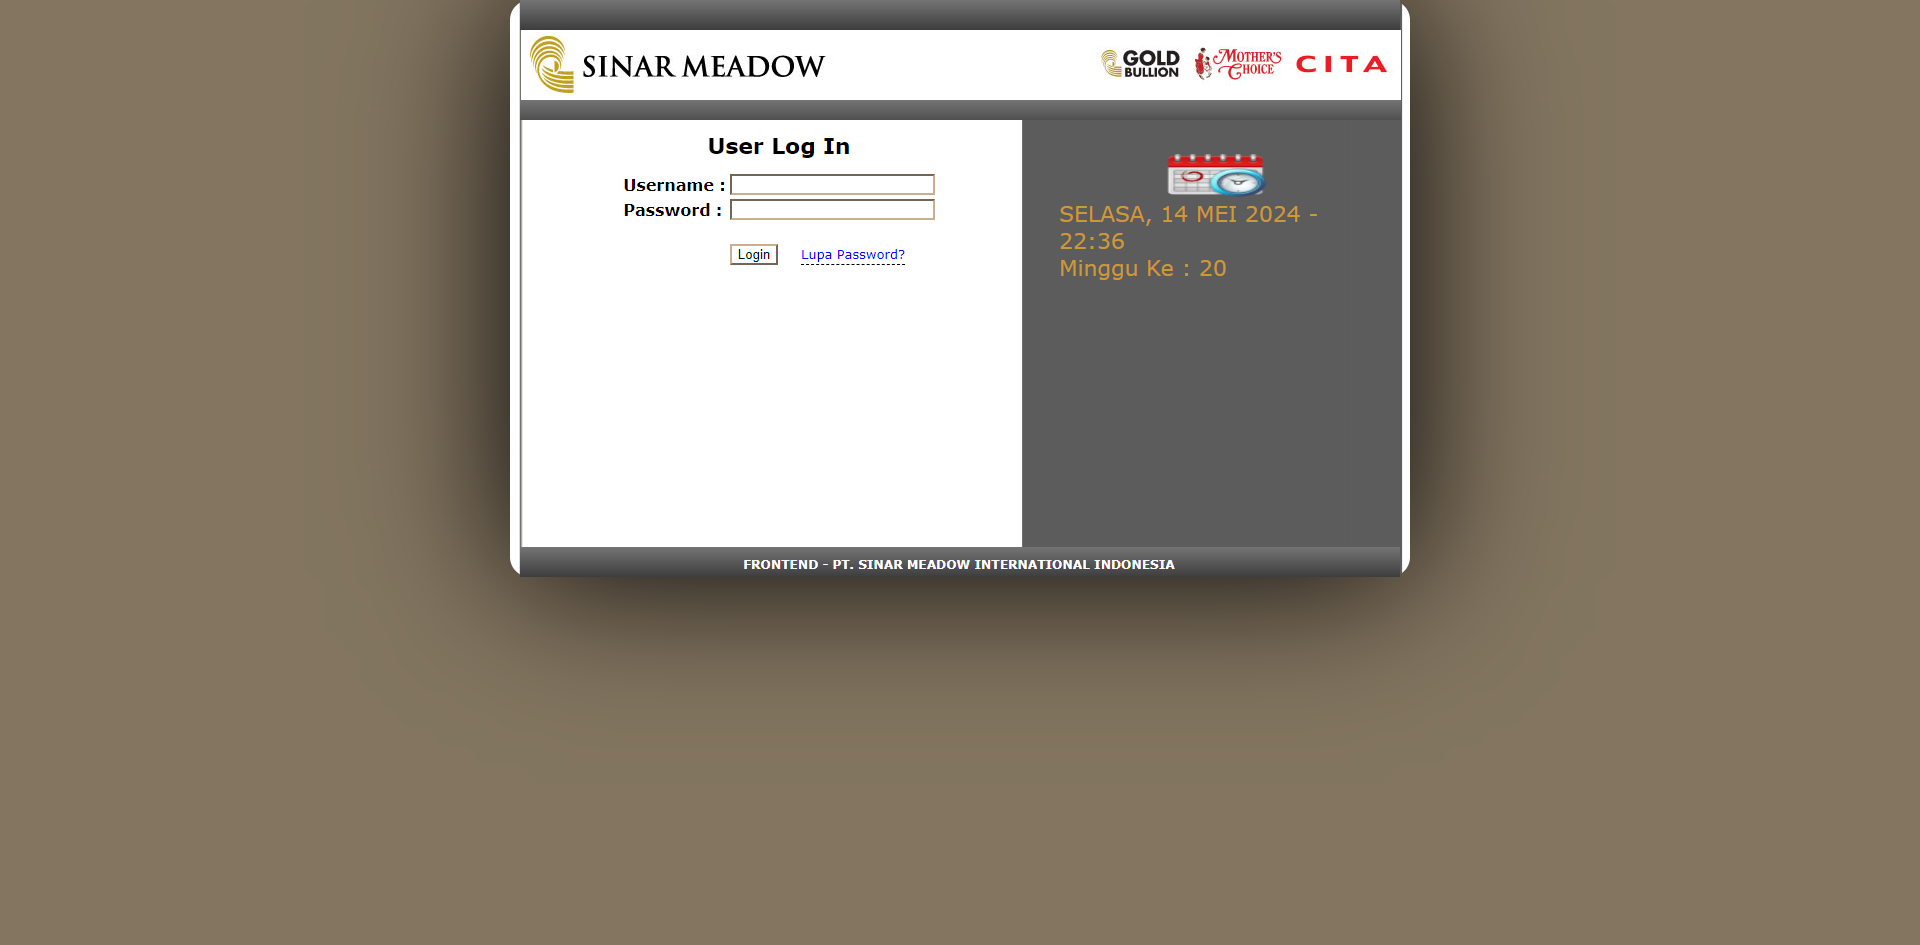 SINAR MEADOW
GOLD BULLION
MOTHER'S CHOICE
CITA
User Log In
Username :
Password :
Login
Lupa Password?
SELASA, 14 MEI 2024 -
22:36
Minggu Ke : 20
FRONTEND - PT. SINAR MEADOW INTERNATIONAL INDONESIA